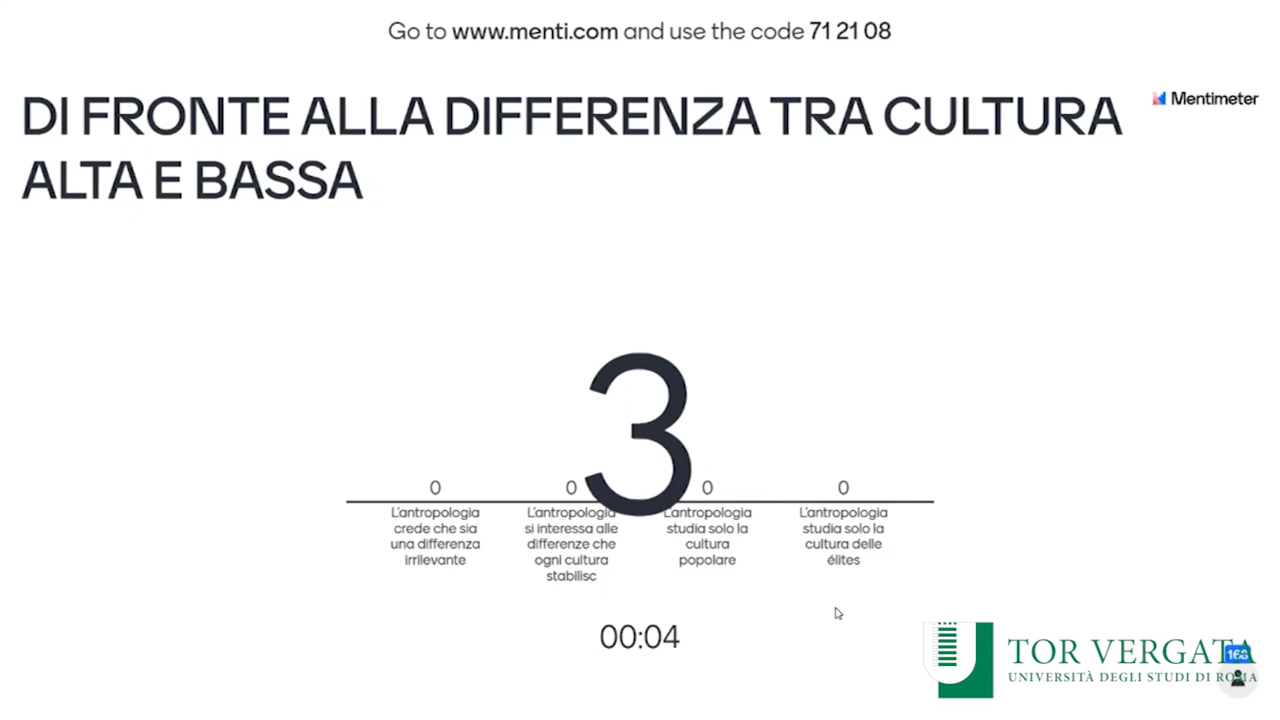 Go to www.menti.com and use the code 71 21 08
DI FRONTE ALLA DIFFERENZA TRA CULTURA
ALTA E BASSA
Mentimeter
3
0 0 0 0
L'antropologia
crede che sia
una differenza
irrilevante
L'antropologia
si interessa alle
differenze che
ogni cultura
stabilisc
L'antropologia
studia solo la
cultura
popolare
L'antropologia
studia solo la
cultura delle
élites
00:04
TOR VERGATA
UNIVERSITÀ DEGLI STUDI DI ROMA